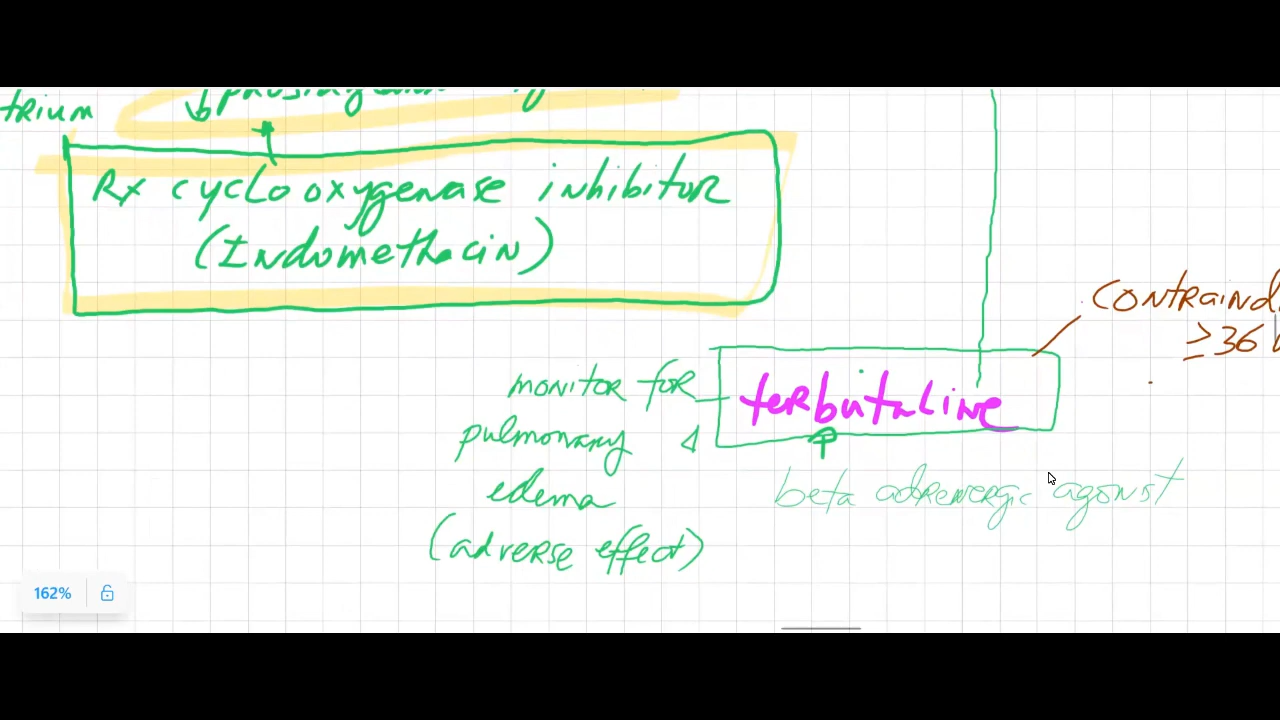 trium
Rx cyclooxygenase inhibitor
(Indomethacin)
contraind
≥36
monitor for
pulmonary
edema
(adverse effect)
terbutaline
beta adrenergic agonist
162%